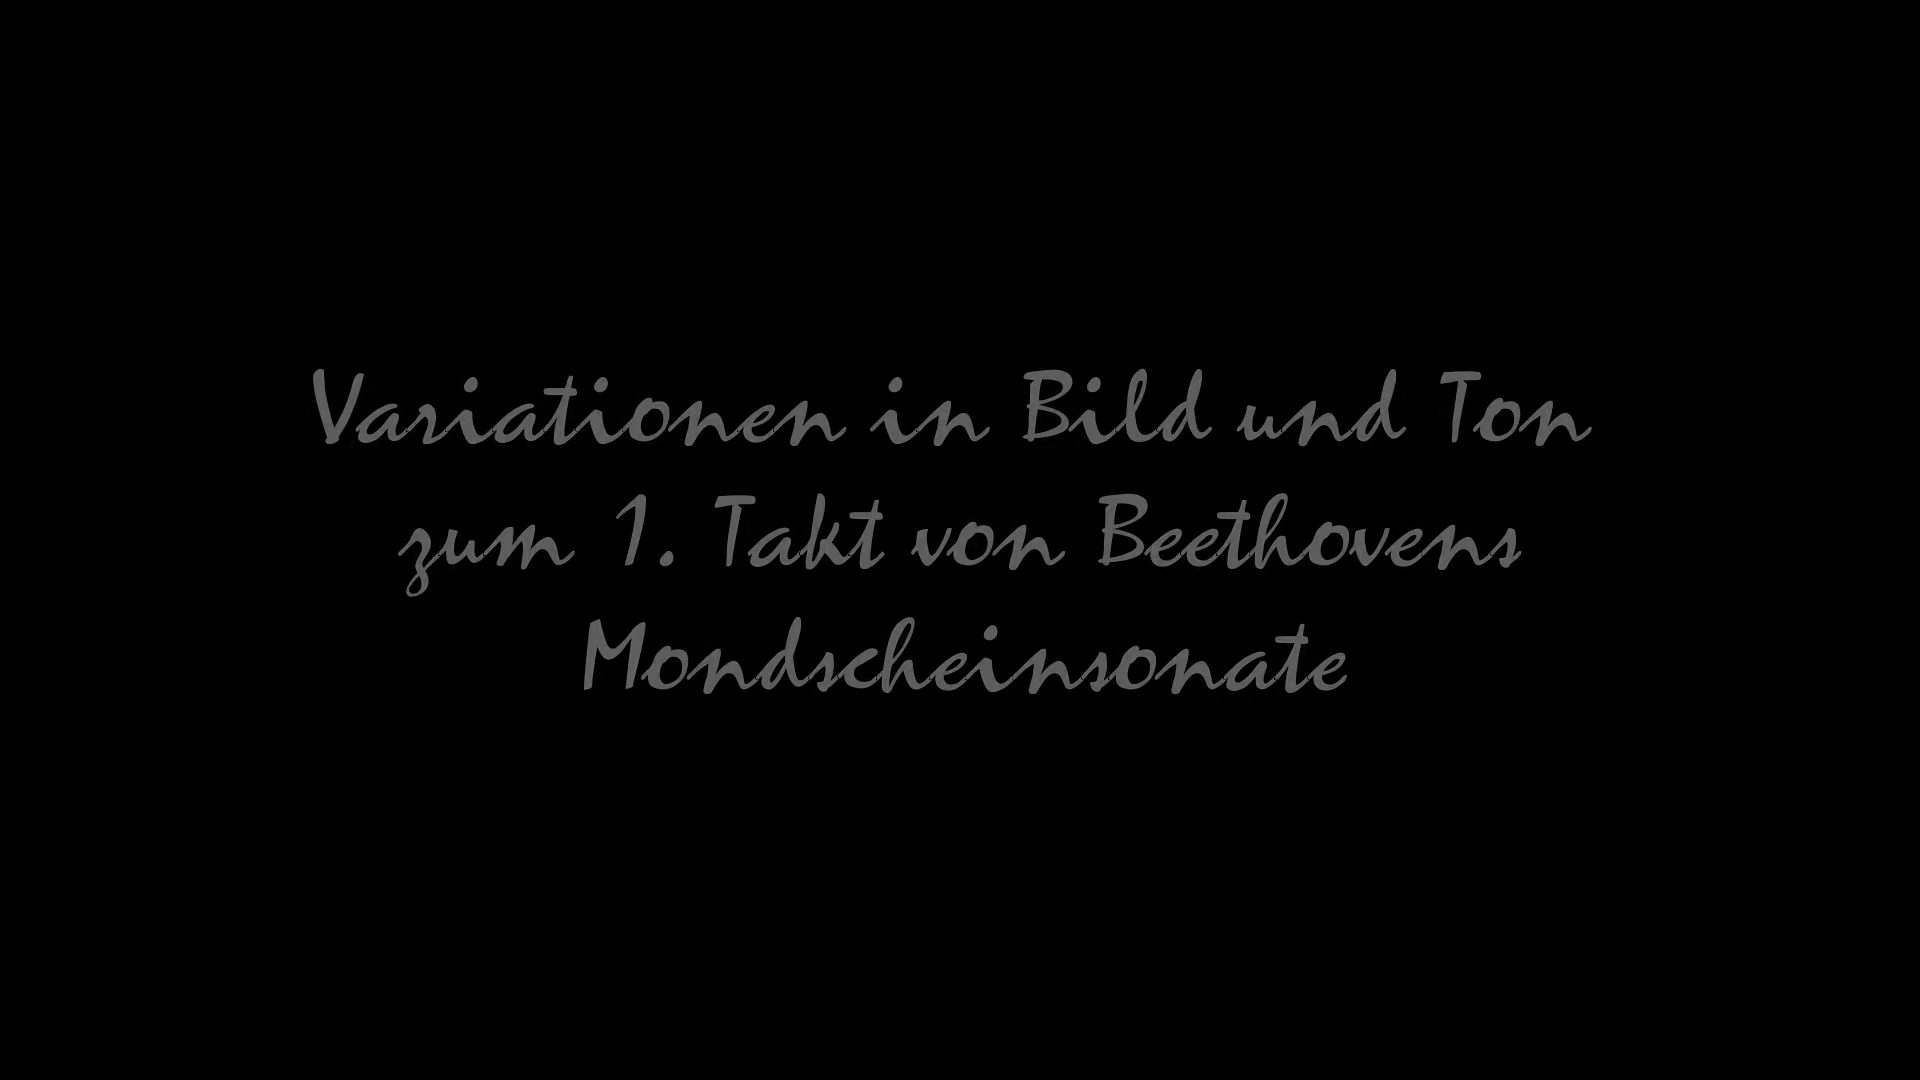 Variationen in Bild und Ton
zum 1. Takt von Beethovens
Mondscheinsonate